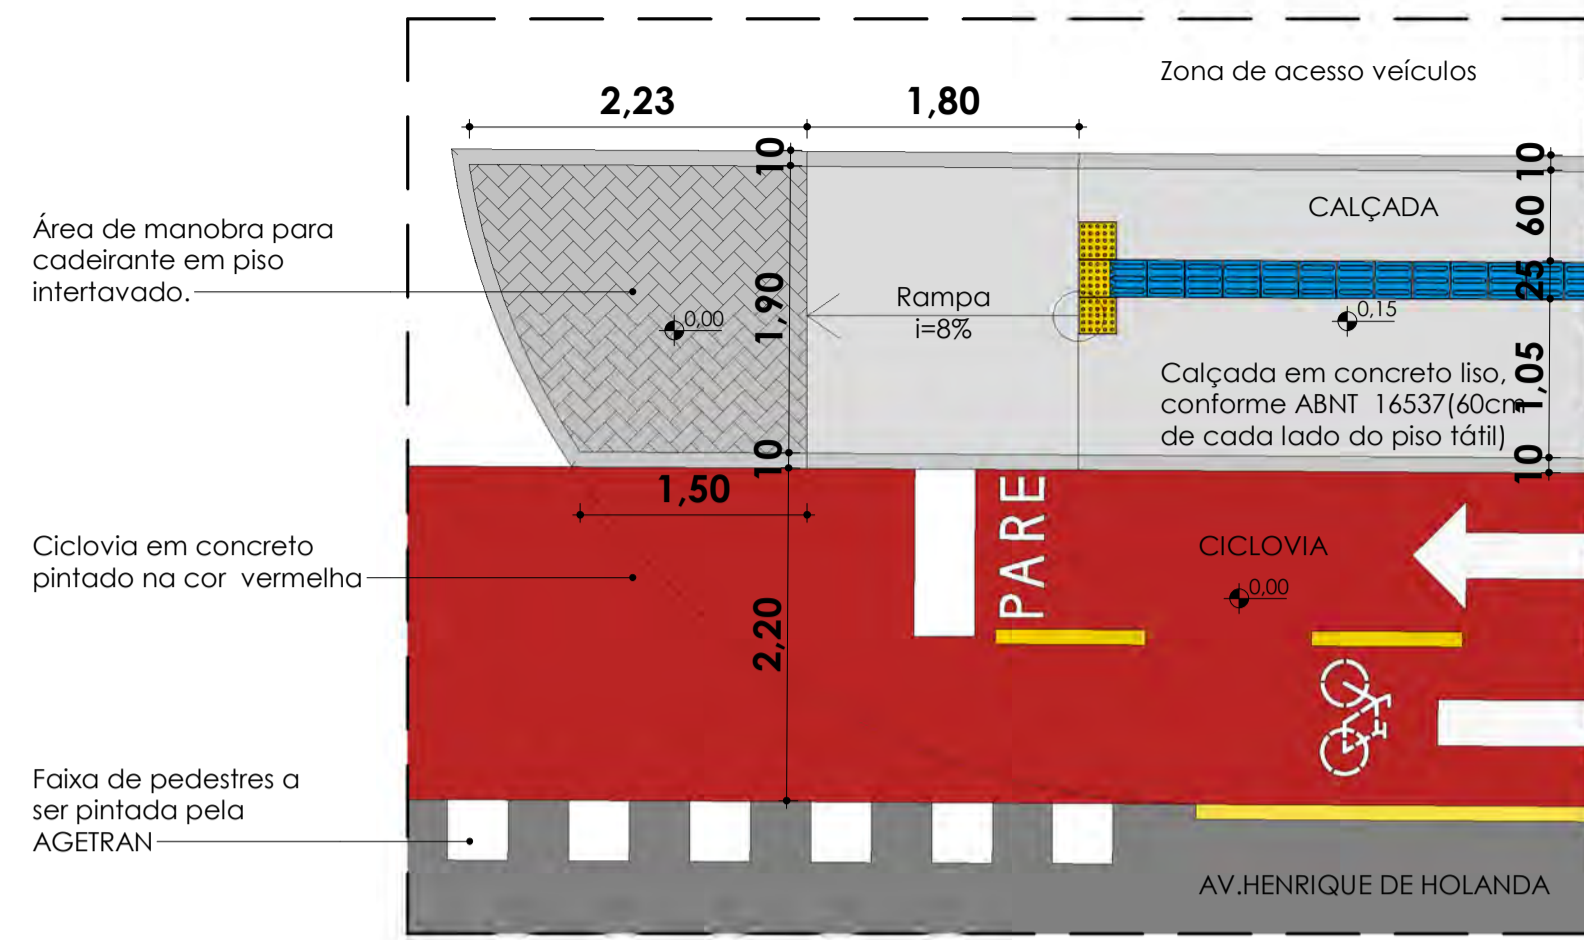 Zona de acesso veículos
2,23
1,80
10
10
CALÇADA
60
Área de manobra para
cadeirante em piso
intertavado.
1,90
Rampa
i=8%
25
0,00
0,15
Calçada em concreto liso,
conforme ABNT 16537(60cm
de cada lado do piso tátil)
1,05
10
10
1,50
PARE
Ciclovia em concreto
pintado na cor vermelha
CICLOVIA
0,00
2,20
Faixa de pedestres a
ser pintada pela
AGETRAN
AV.HENRIQUE DE HOLANDA